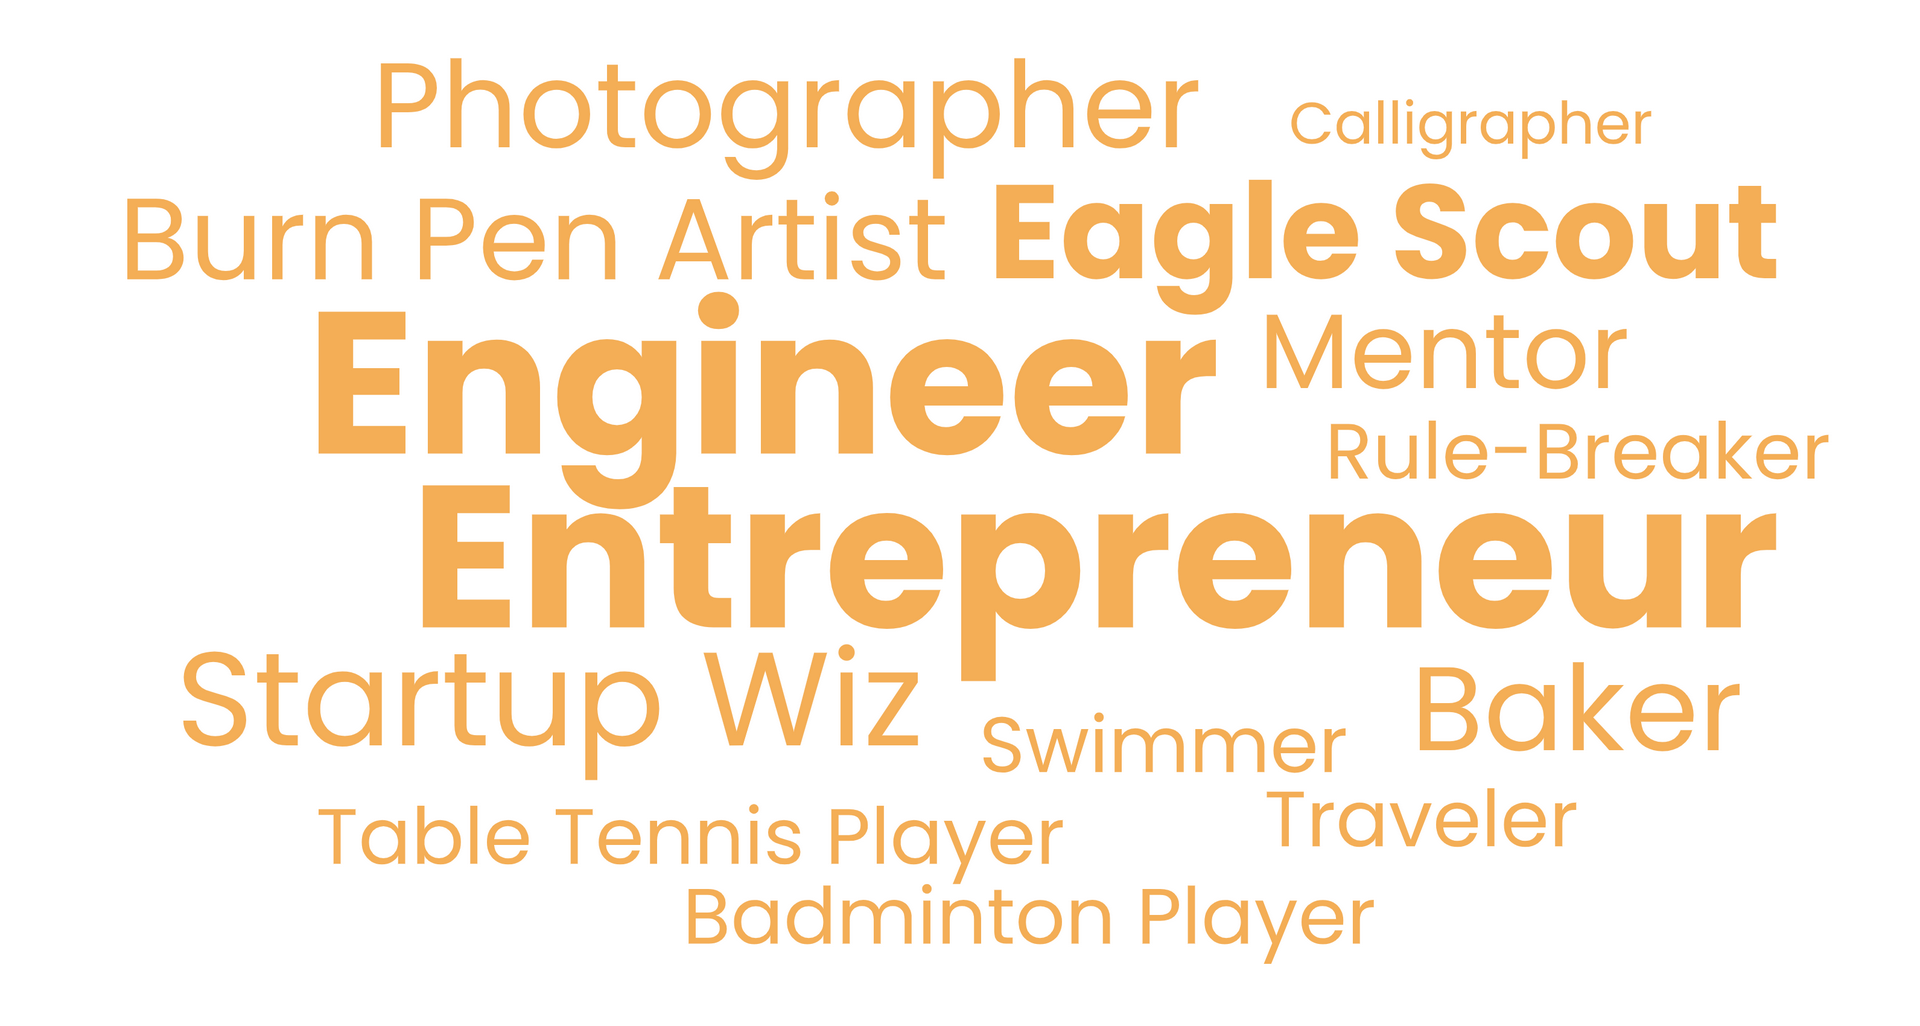 Photographer
Calligrapher
Burn Pen Artist
Eagle Scout
Engineer
Mentor
Rule-Breaker
Entrepreneur
Startup Wiz
Swimmer
Baker
Table Tennis Player
Traveler
Badminton Player